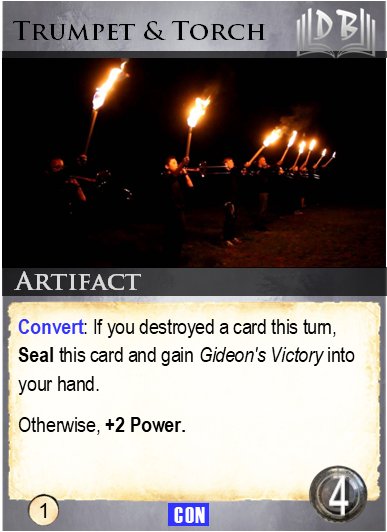 TRUMPET & TORCH
DB
ARTIFACT
Convert: If you destroyed a card this turn,
Seal this card and gain Gideon's Victory into
your hand.
Otherwise, +2 Power.
1
CON
4